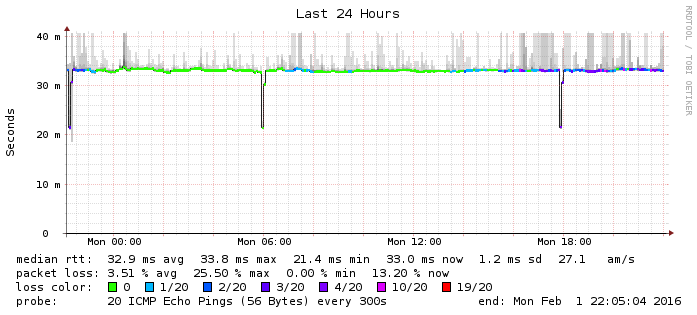 Last 24 Hours
RRDTOOL / TOBI OETIKER
Seconds
40 m
30 m
20 m
10 m
0
Mon 00:00 Mon 06:00 Mon 12:00 Mon 18:00
median rtt: 32.9 ms avg 33.8 ms max 21.4 ms min 33.0 ms now 1.2 ms sd 27.1 am/s
packet loss: 3.51 % avg 25.50 % max 0.00 % min 13.20 % now
loss color: 0 1/20 2/20 3/20 4/20 10/20 19/20
probe: 20 ICMP Echo Pings (56 Bytes) every 300s end: Mon Feb 1 22:05:04 2016